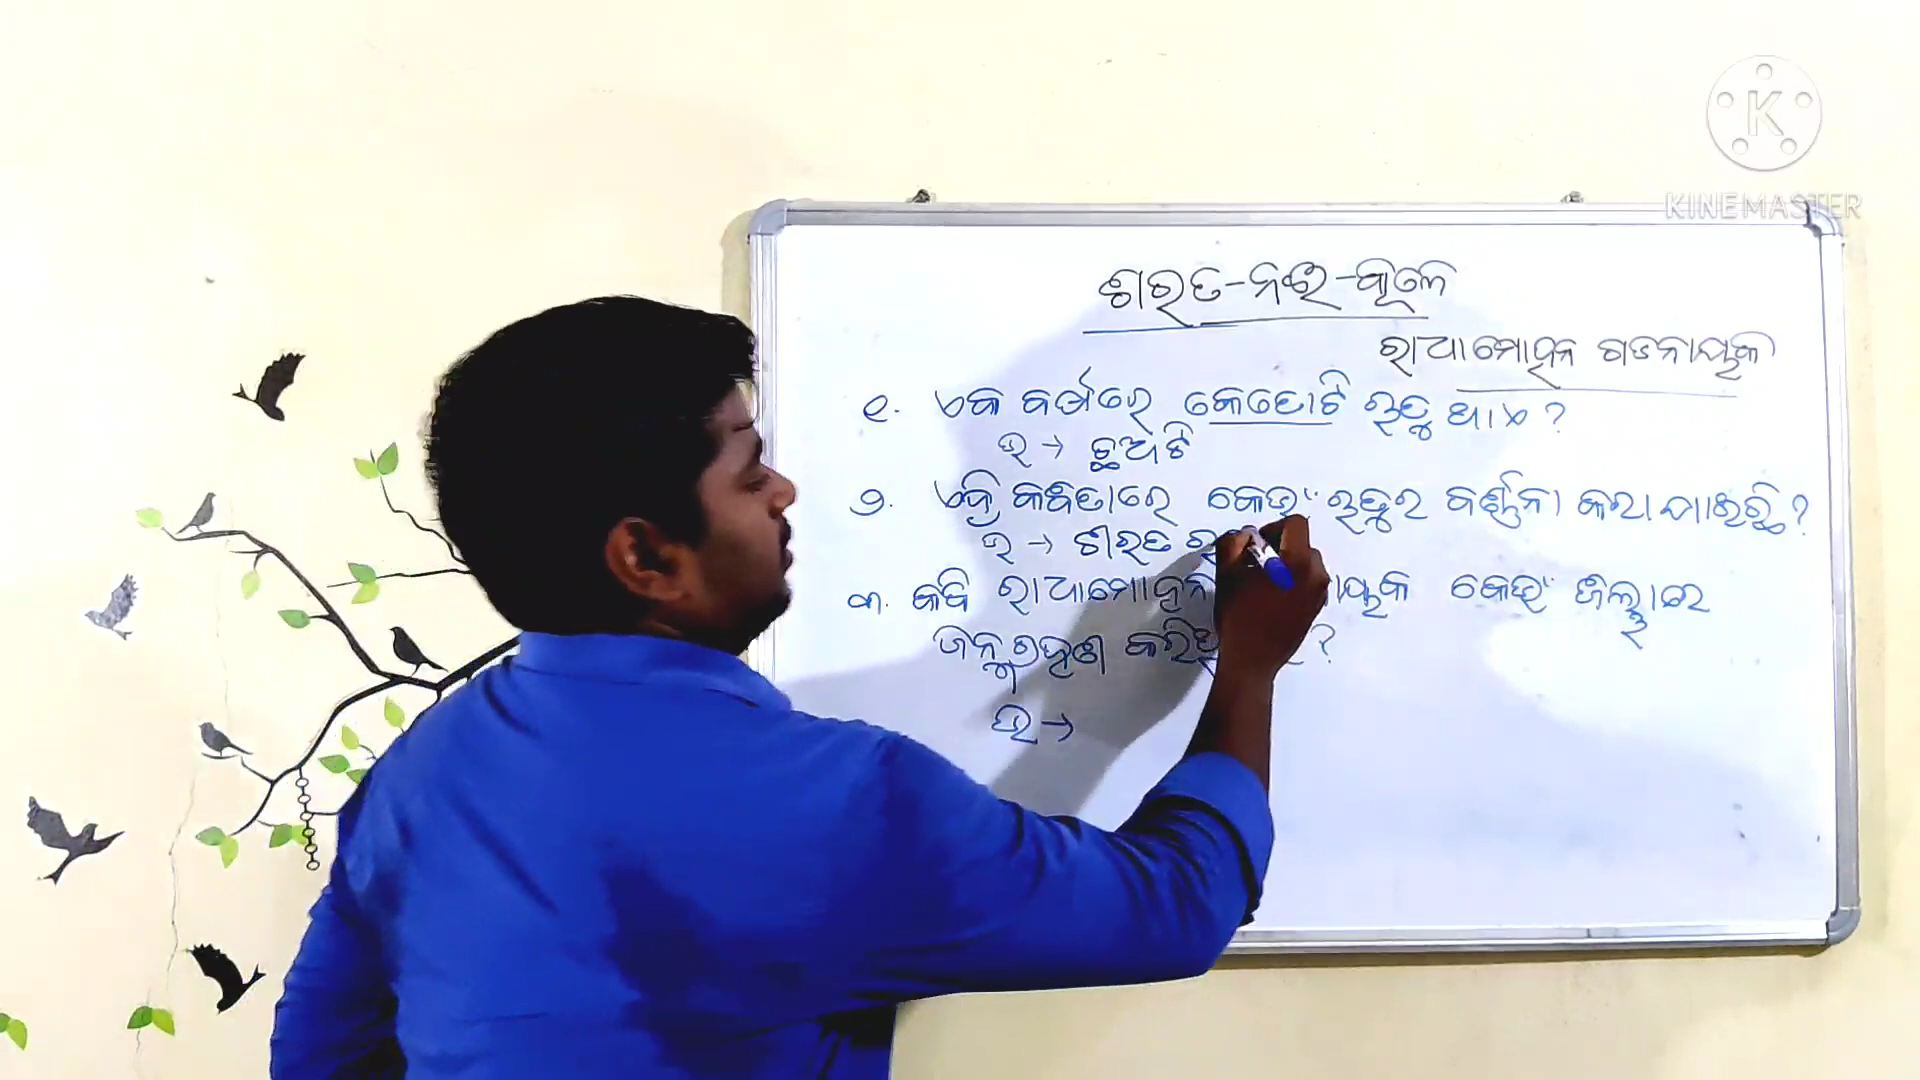 K
KINEMASTER
ଶରତ-ନଈ-କୂଳେ
ରାଧାମୋହନ ଗଡନାୟକ
୧. ଏକ ବର୍ଷରେ କେତୋଟି ଋତୁ ଥାଏ?
ଉ → ଛଅଟି
୨. ଏହି କବିତାରେ କେଉଁ ଋତୁର ବର୍ଣ୍ଣନା କରାଯାଇଛି?
ଉ → ଶରତ
୩. କବି ରାଧାମୋହନ କେଉଁ ଜିଲ୍ଲାରେ
ଜନ୍ମଗ୍ରହଣ ?
ଉ →